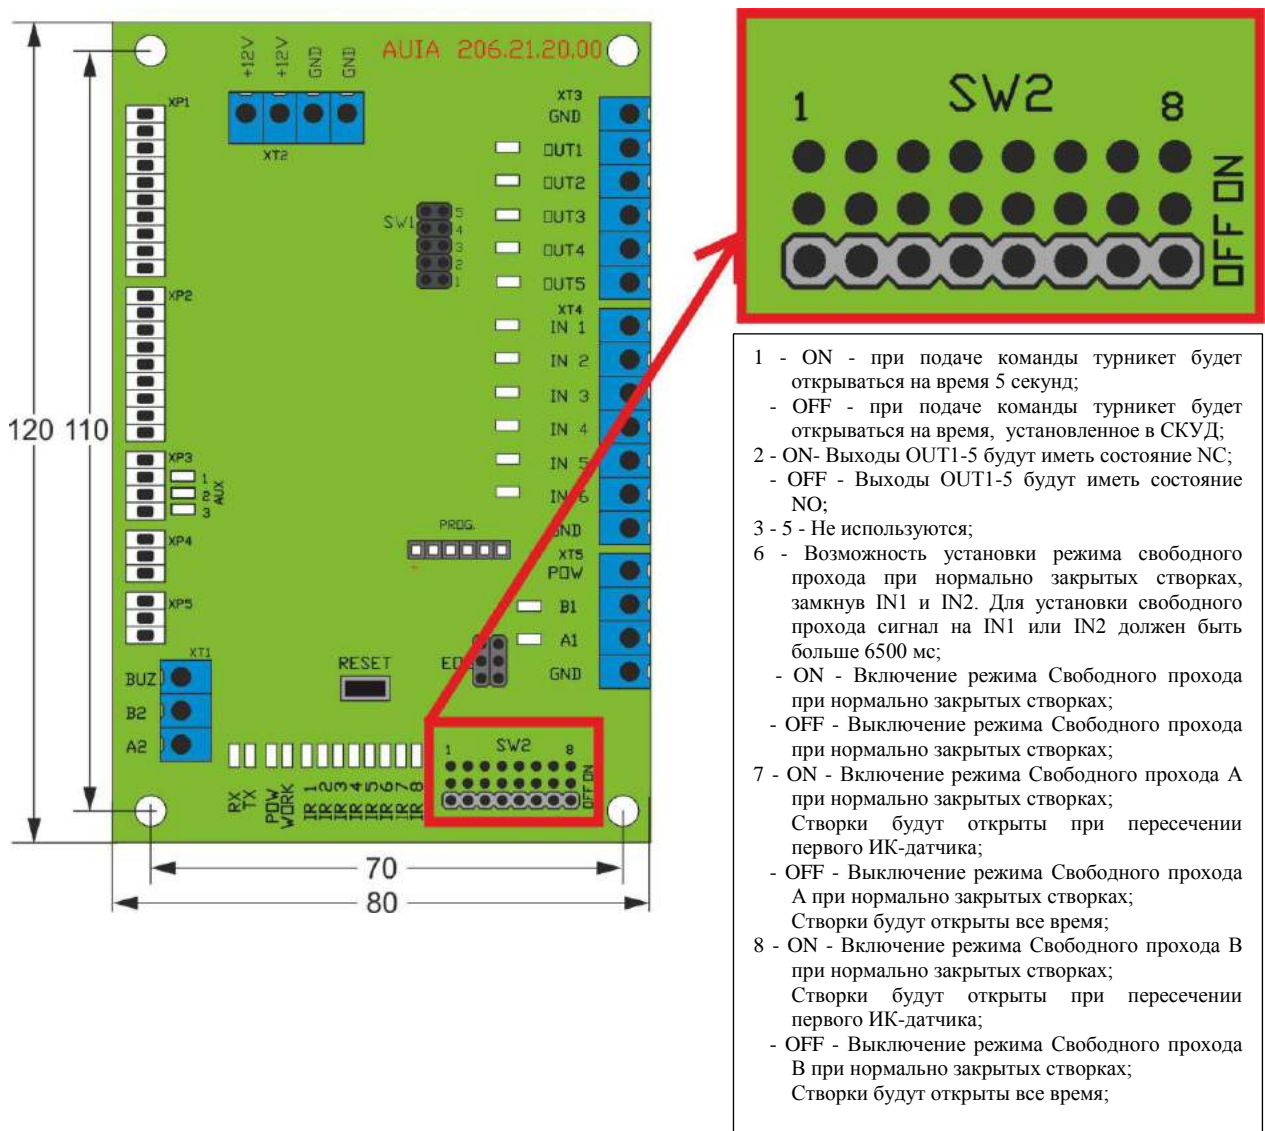 AUIA 206.21.20.00
+12V
+12V
GND
GND
XT2
XP1
XP2
XP3
1
2
3
AUX
XP4
XP5
XT1
BUZ
B2
A2
SW1
5
4
3
2
1
XT3
GND
OUT1
OUT2
OUT3
OUT4
OUT5
XT4
IN 1
IN 2
IN 3
IN 4
IN 5
IN 6
GND
XT5
POW
B1
A1
GND
PROG.
+
RESET
RX
TX
POW
WORK
IR 1
IR 2
IR 3
IR 4
IR 5
IR 6
IR 7
IR 8
1 SW2 8
OFF ON
120
110
70
80
SW2
1 8
OFF ON
1 - ON - при подаче команды турникет будет
открываться на время 5 секунд;
- OFF - при подаче команды турникет будет
открываться на время, установленное в СКУД;
2 - ON- Выходы OUT1-5 будут иметь состояние NC;
- OFF - Выходы OUT1-5 будут иметь состояние
NO;
3 - 5 - Не используются;
6 - Возможность установки режима свободного
прохода при нормально закрытых створках,
замкнув IN1 и IN2. Для установки свободного
прохода сигнал на IN1 или IN2 должен быть
больше 6500 мс;
- ON - Включение режима Свободного прохода
при нормально закрытых створках;
- OFF - Выключение режима Свободного прохода
при нормально закрытых створках;
7 - ON - Включение режима Свободного прохода А
при нормально закрытых створках;
Створки будут открыты при пересечении
первого ИК-датчика;
- OFF - Выключение режима Свободного прохода
А при нормально закрытых створках;
Створки будут открыты все время;
8 - ON - Включение режима Свободного прохода В
при нормально закрытых створках;
Створки будут открыты при пересечении
первого ИК-датчика;
- OFF - Выключение режима Свободного прохода
В при нормально закрытых створках;
Створки будут открыты все время;